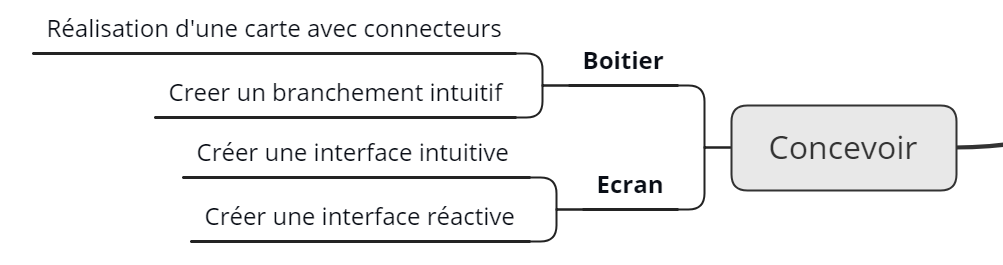 Réalisation d'une carte avec connecteurs
Boitier
Creer un branchement intuitif
Concevoir
Créer une interface intuitive
Ecran
Créer une interface réactive